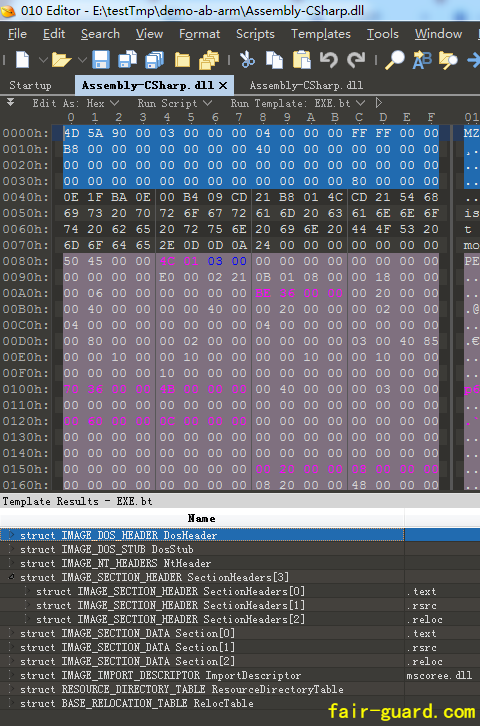 010 Editor - E:\testTmp\demo-ab-arm\Assembly-CSharp.dll
File Edit Search View Format Scripts Templates Tools Window
Startup Assembly-CSharp.dll Assembly-CSharp.dll
Edit As: Hex Run Script Run Template: EXE.bt
0 1 2 3 4 5 6 7 8 9 A B C D E F 01
0000h: 4D 5A 90 00 03 00 00 00 04 00 00 00 FF FF 00 00 MZ
0010h: B8 00 00 00 00 00 00 00 40 00 00 00 00 00 00 00
0020h: 00 00 00 00 00 00 00 00 00 00 00 00 00 00 00 00
0030h: 00 00 00 00 00 00 00 00 00 00 00 00 80 00 00 00
0040h: 0E 1F BA 0E 00 B4 09 CD 21 B8 01 4C CD 21 54 68
0050h: 69 73 20 70 72 6F 67 72 61 6D 20 63 61 6E 6E 6F is
0060h: 74 20 62 65 20 72 75 6E 20 69 6E 20 44 4F 53 20 t
0070h: 6D 6F 64 65 2E 0D 0D 0A 24 00 00 00 00 00 00 00 mo
0080h: 50 45 00 00 4C 01 03 00 00 00 00 00 00 00 00 PE
0090h: 00 00 00 00 E0 00 02 21 0B 01 08 00 00 18 00 00
00A0h: 00 06 00 00 00 00 00 00 00 00 00 00 20 00 00
00B0h: 00 40 00 00 00 00 40 00 00 20 00 00 00 02 00 00 .@
00C0h: 04 00 00 00 00 00 00 00 04 00 00 00 00 00 00 00
00D0h: 00 80 00 00 00 02 00 00 00 00 00 00 03 00 40 85 .€
00E0h: 00 00 10 00 00 10 00 00 00 00 10 00 00 10 00 00
00F0h: 00 00 00 00 10 00 00 00 00 00 00 00 00 00 00 00
0100h: 00 00 00 00 00 40 00 00 00 03 00 00
0110h: 00 00 00 00 00 00 00 00 00 00 00 00 00 00 00 00
0120h: 00 00 00 00 00 00 00 00 00 00 00 00
0130h: 00 00 00 00 00 00 00 00 00 00 00 00 00 00 00 00
0140h: 00 00 00 00 00 00 00 00 00 00 00 00 00 00 00 00
0150h: 00 00 00 00 00 00 00 00 00 20 00 00 08 00 00 00
0160h: 00 00 00 00 00 00 00 00 08 20 00 00 48 00 00 00
Template Results - EXE.bt
Name
struct IMAGE_DOS_HEADER DosHeader
struct IMAGE_DOS_STUB DosStub
struct IMAGE_NT_HEADERS NtHeader
struct IMAGE_SECTION_HEADER SectionHeaders[3]
struct IMAGE_SECTION_HEADER SectionHeaders[0] .text
struct IMAGE_SECTION_HEADER SectionHeaders[1] .rsrc
struct IMAGE_SECTION_HEADER SectionHeaders[2] .reloc
struct IMAGE_SECTION_DATA Section[0] .text
struct IMAGE_SECTION_DATA Section[1] .rsrc
struct IMAGE_SECTION_DATA Section[2] .reloc
struct IMAGE_IMPORT_DESCRIPTOR ImportDescriptor mscoree.dll
struct RESOURCE_DIRECTORY_TABLE ResourceDirectoryTable
struct BASE_RELOCATION_TABLE RelocTable
fair-guard.com